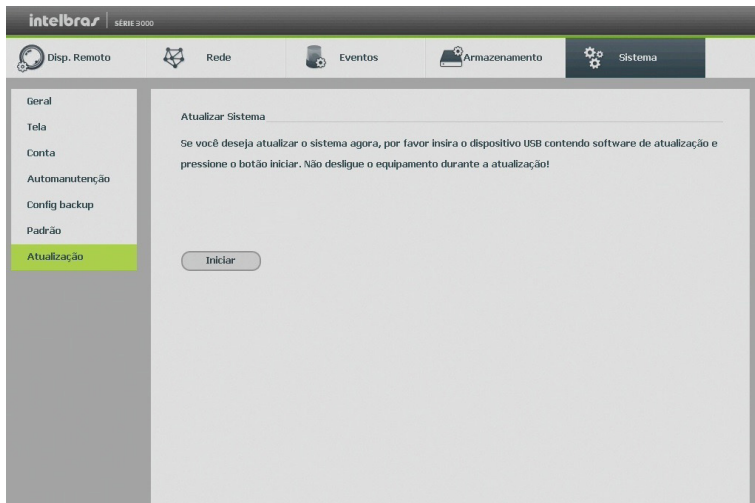 intelbras | SÉRIE 3000
Disp. Remoto
Rede
Eventos
Armazenamento
Sistema
Geral
Tela
Conta
Automanutenção
Config backup
Padrão
Atualização
Atualizar Sistema
Se você deseja atualizar o sistema agora, por favor insira o dispositivo USB contendo software de atualização e
pressione o botão iniciar. Não desligue o equipamento durante a atualização!
Iniciar